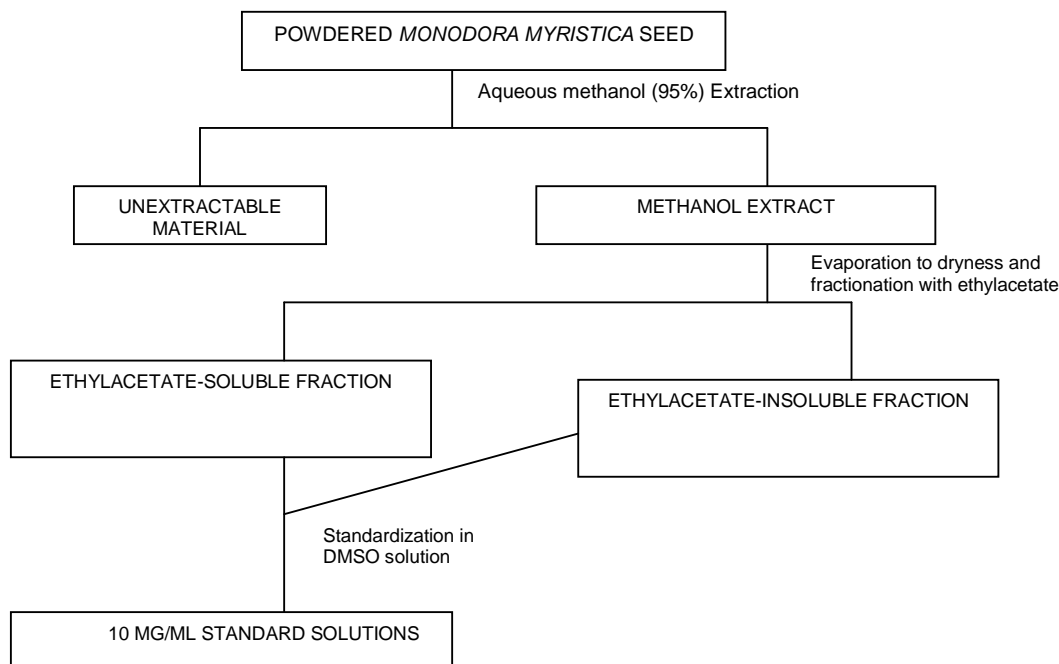 POWDERED MONODORA MYRISTICA SEED
Aqueous methanol (95%) Extraction
UNEXTRACTABLE
MATERIAL
METHANOL EXTRACT
Evaporation to dryness and
fractionation with ethylacetate
ETHYLACETATE-SOLUBLE FRACTION
ETHYLACETATE-INSOLUBLE FRACTION
Standardization in
DMSO solution
10 MG/ML STANDARD SOLUTIONS